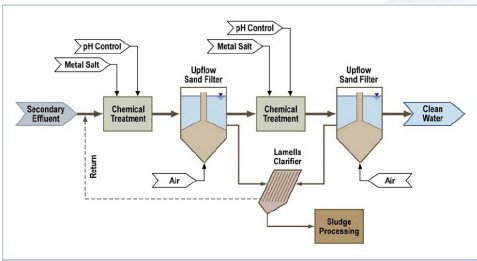 pH Control
Metal Salt
pH Control
Metal Salt
Upflow
Sand Filter
Upflow
Sand Filter
Secondary
Effluent
Chemical
Treatment
Chemical
Treatment
Clean
Water
Return
Air
Lamella
Clarifier
Air
Sludge
Processing